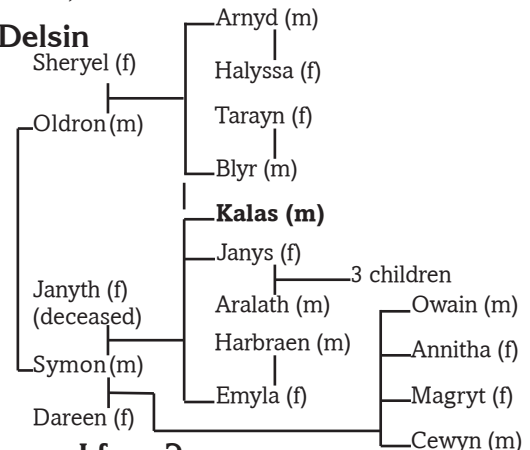 Arnyd (m)
Delsin
Sheryel (f)
Halyssa (f)
Tarayn (f)
Oldron (m)
Blyr (m)
Kalas (m)
Janys (f)
3 children
Janyth (f)
(deceased)
Aralath (m)
Owain (m)
Harbraen (m)
Annitha (f)
Symon (m)
Emyla (f)
Magryt (f)
Dareen (f)
Cewyn (m)